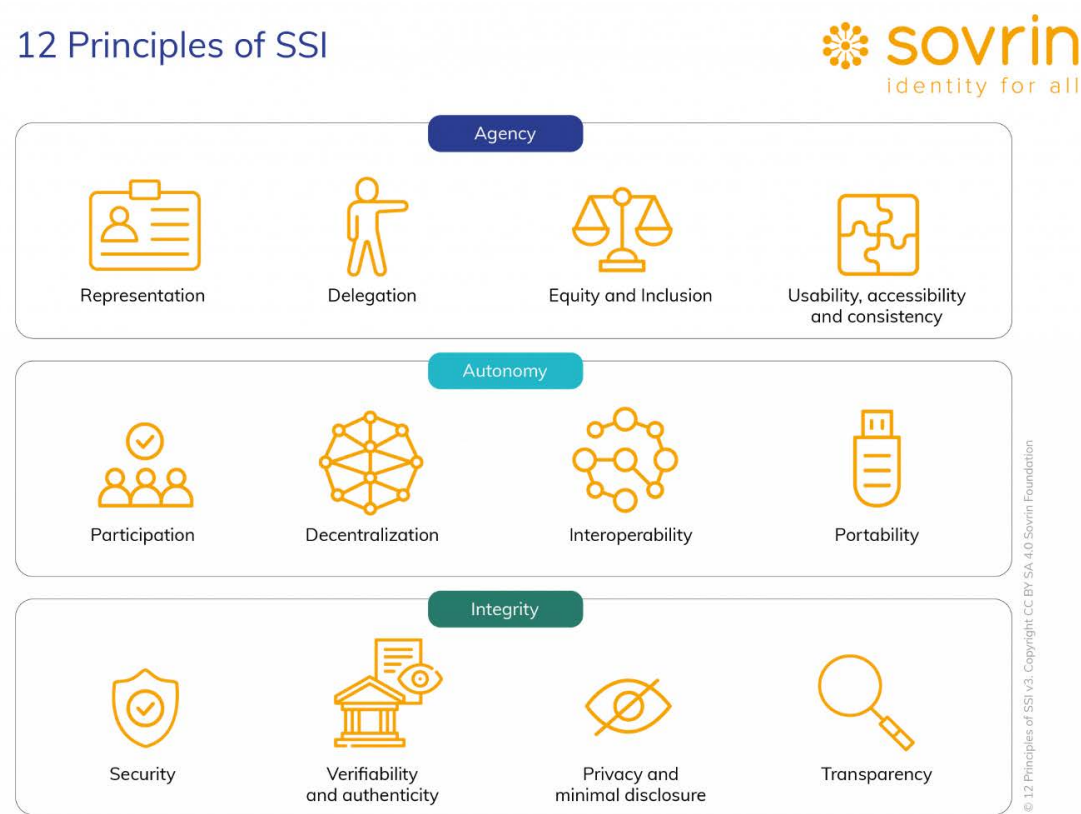 12 Principles of SSI
sovrin
identity for all
Agency
Representation
Delegation
Equity and Inclusion
Usability, accessibility
and consistency
Autonomy
Participation
Decentralization
Interoperability
Portability
Integrity
Security
Verifiability
and authenticity
Privacy and
minimal disclosure
Transparency
© 12 Principles of SSI v3. Copyright CC BY SA 4.0 Sovrin Foundation